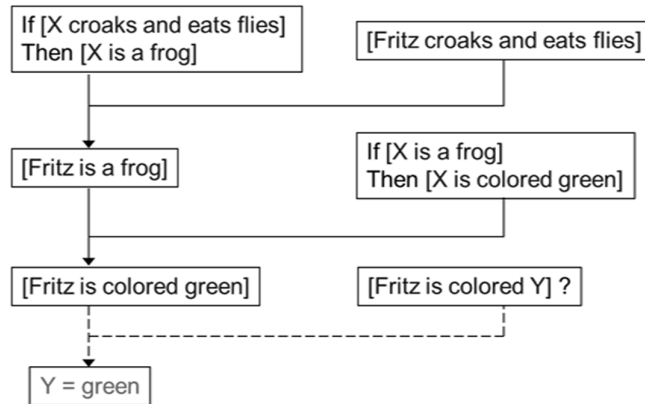 If [X croaks and eats flies]
Then [X is a frog]
[Fritz croaks and eats flies]
[Fritz is a frog]
If [X is a frog]
Then [X is colored green]
[Fritz is colored green]
[Fritz is colored Y] ?
Y = green